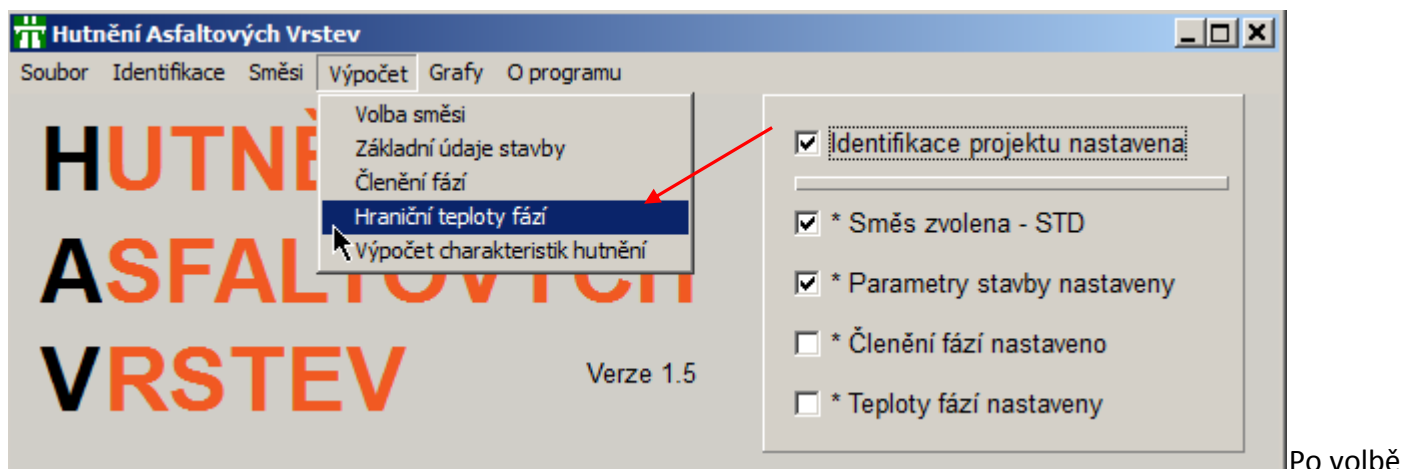 Hutnění Asfaltových Vrstev
Soubor Identifikace Směsi Výpočet Grafy O programu
Volba směsi
Základní údaje stavby
Členění fází
Hraniční teploty fází
Výpočet charakteristik hutnění
HUTNĚ
ASFALTOVÝCH
VRSTEV
Verze 1.5
Identifikace projektu nastavena
* Směs zvolena - STD
* Parametry stavby nastaveny
* Členění fází nastaveno
* Teploty fází nastaveny
Po volbě